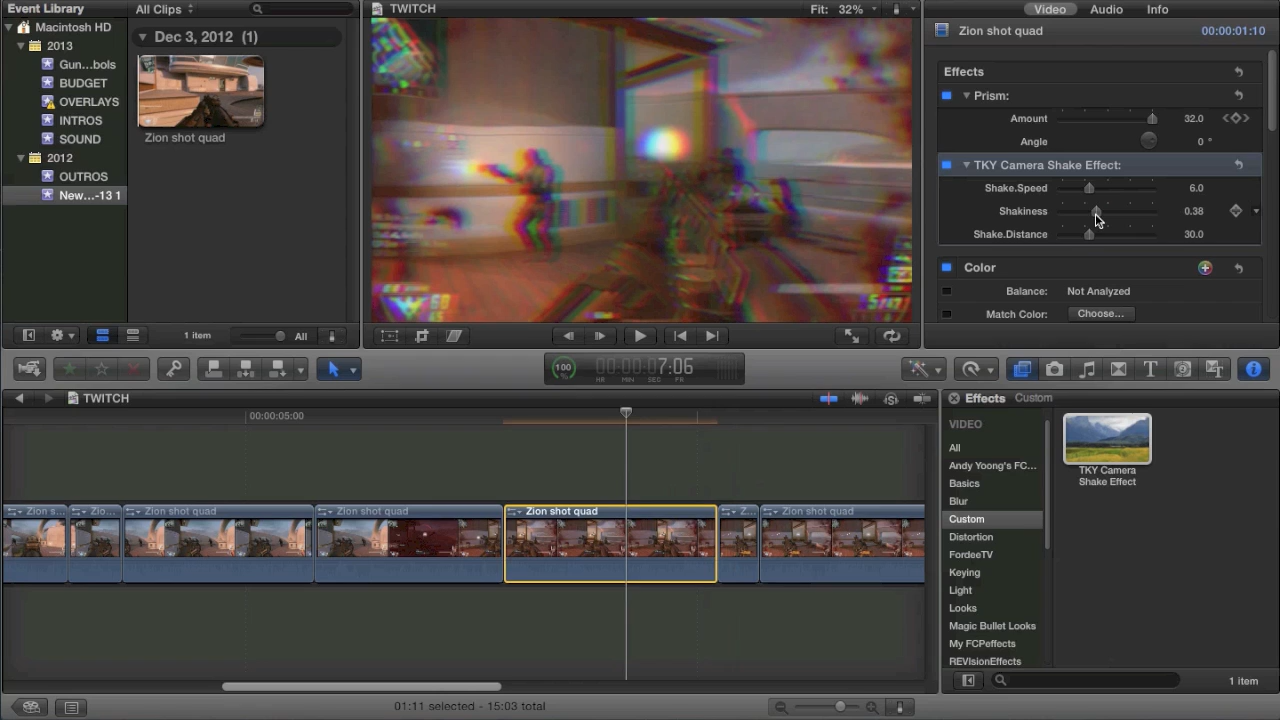 Event Library
All Clips
TWITCH
Fit: 32%
Video
Audio
Info
Macintosh HD
2013
Gun...bols
BUDGET
OVERLAYS
INTROS
SOUND
2012
OUTROS
New...-13 1
Dec 3, 2012 (1)
Zion shot quad
1 item
All
Zion shot quad
00:00:01:10
Effects
Prism:
Amount
32.0
Angle
0 °
TKY Camera Shake Effect:
Shake.Speed
6.0
Shakiness
0.38
Shake.Distance
30.0
Color
Balance:
Not Analyzed
Match Color:
Choose...
100
00:00:07:06
HR MIN SEC FR
TWITCH
00:00:05:00
Zion s...
Zio...
Zion shot quad
Zion shot quad
Zion shot quad
Z...
Zion shot quad
01:11 selected - 15:03 total
Effects
Custom
VIDEO
All
Andy Yoong's FC...
Basics
Blur
Custom
Distortion
FordeeTV
Keying
Light
Looks
Magic Bullet Looks
My FCPeffects
REVisionEffects
TKY Camera
Shake Effect
1 item